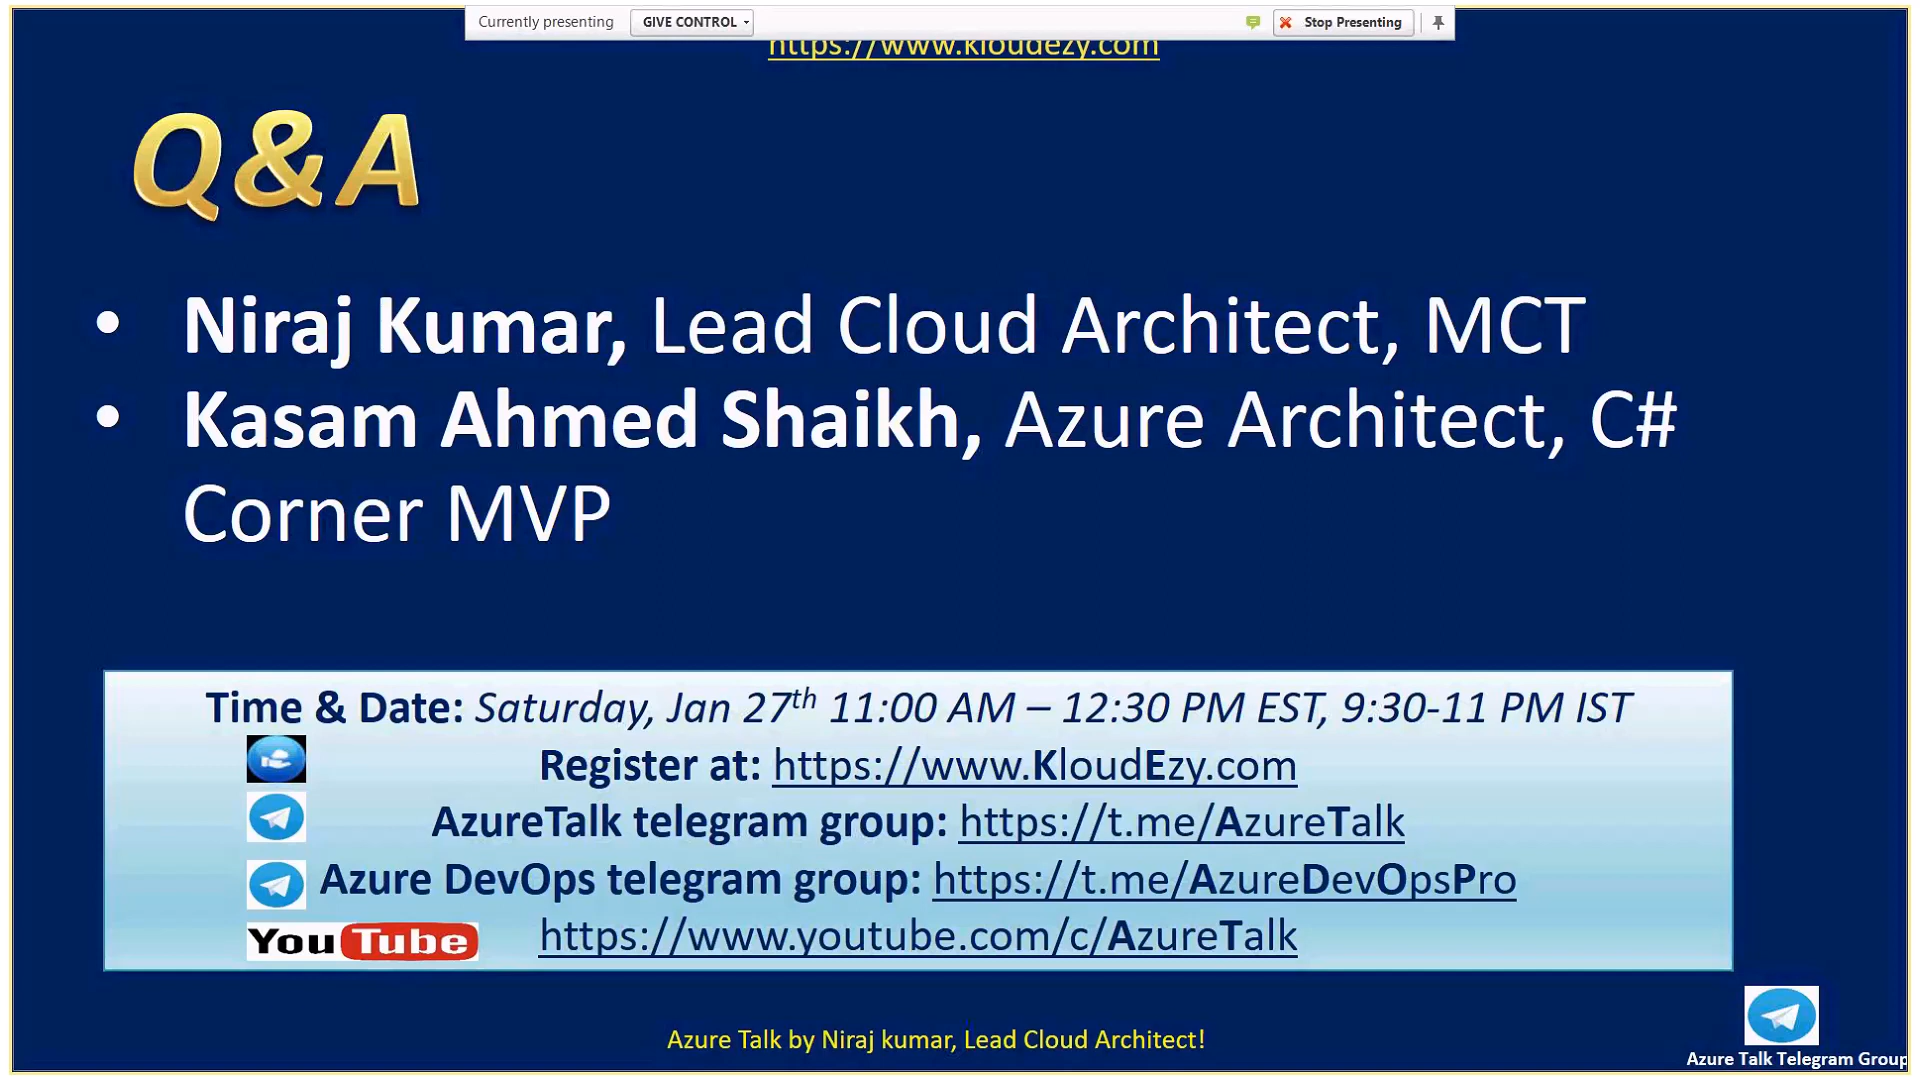 Currently presenting GIVE CONTROL Stop Presenting
https://www.kloudezy.com
Q&A
• Niraj Kumar, Lead Cloud Architect, MCT
• Kasam Ahmed Shaikh, Azure Architect, C#
Corner MVP
Time & Date: Saturday, Jan 27th 11:00 AM – 12:30 PM EST, 9:30-11 PM IST
Register at: https://www.KloudEzy.com
AzureTalk telegram group: https://t.me/AzureTalk
Azure DevOps telegram group: https://t.me/AzureDevOpsPro
YouTube https://www.youtube.com/c/AzureTalk
Azure Talk by Niraj kumar, Lead Cloud Architect!
Azure Talk Telegram Group